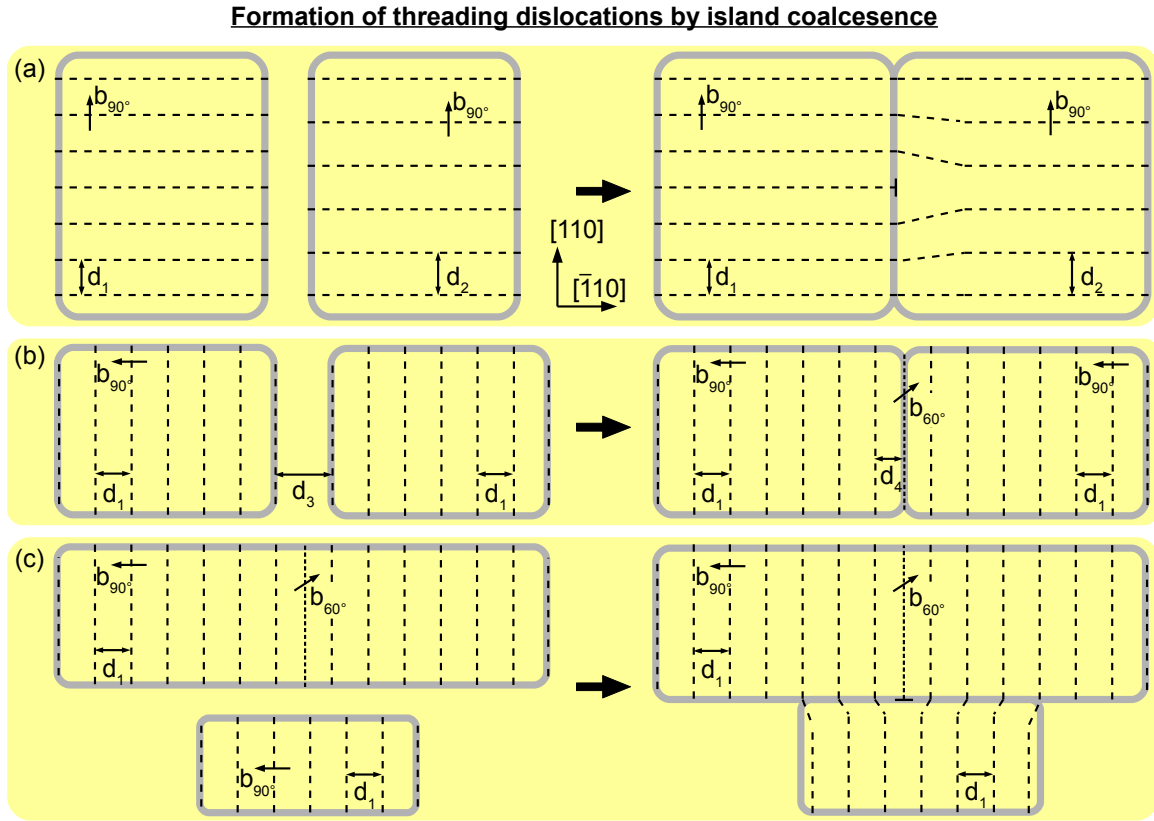 Formation of threading dislocations by island coalcesence
(a)
b90° b90° b90° b90°
[110]
[1̅10]
d1 d2 d1 d2
(b)
b90° b90° b90°
b60°
d1 d3 d1 d1 d4 d1
(c)
b90° b60° b90° b60°
d1 d1
b90° d1 d1